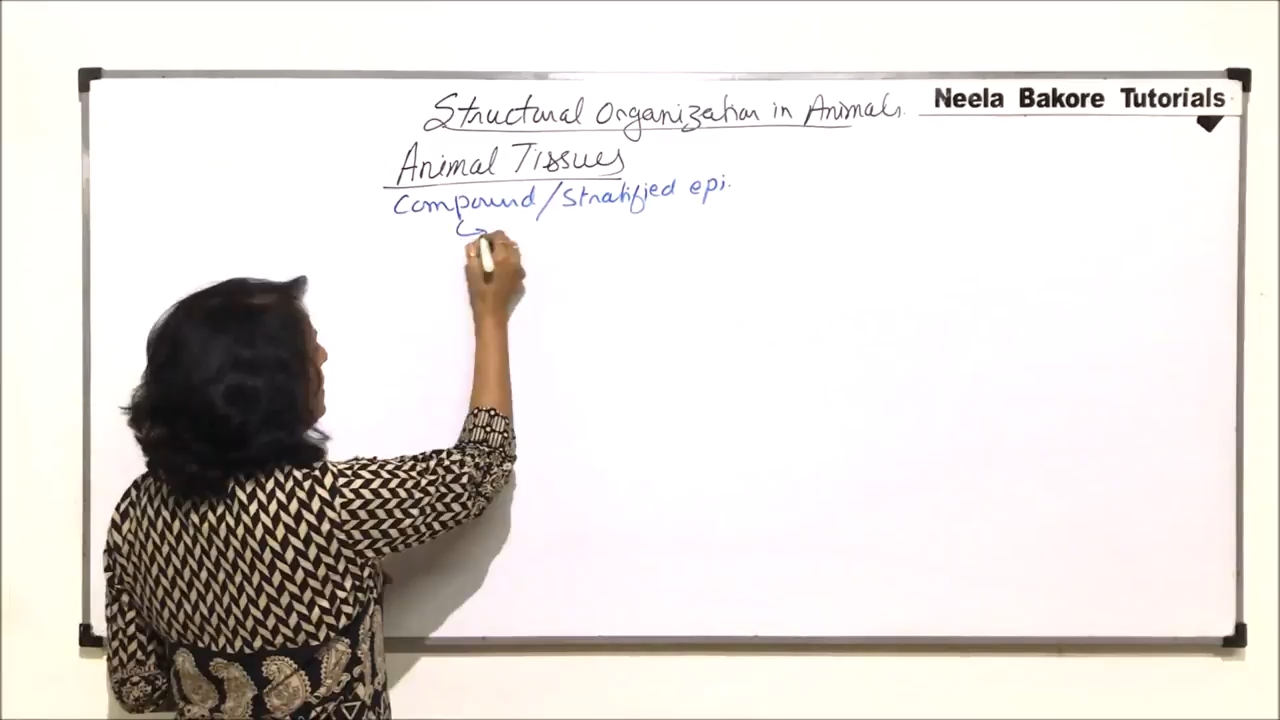 Structural Organization in Animals.
Neela Bakore Tutorials
Animal Tissues
Compound/Stratified epi.